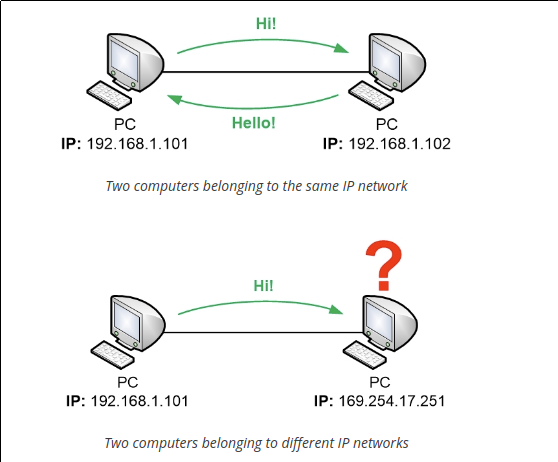 Hi!
Hello!
PC PC
IP: 192.168.1.101 IP: 192.168.1.102
Two computers belonging to the same IP network
?
Hi!
PC PC
IP: 192.168.1.101 IP: 169.254.17.251
Two computers belonging to different IP networks